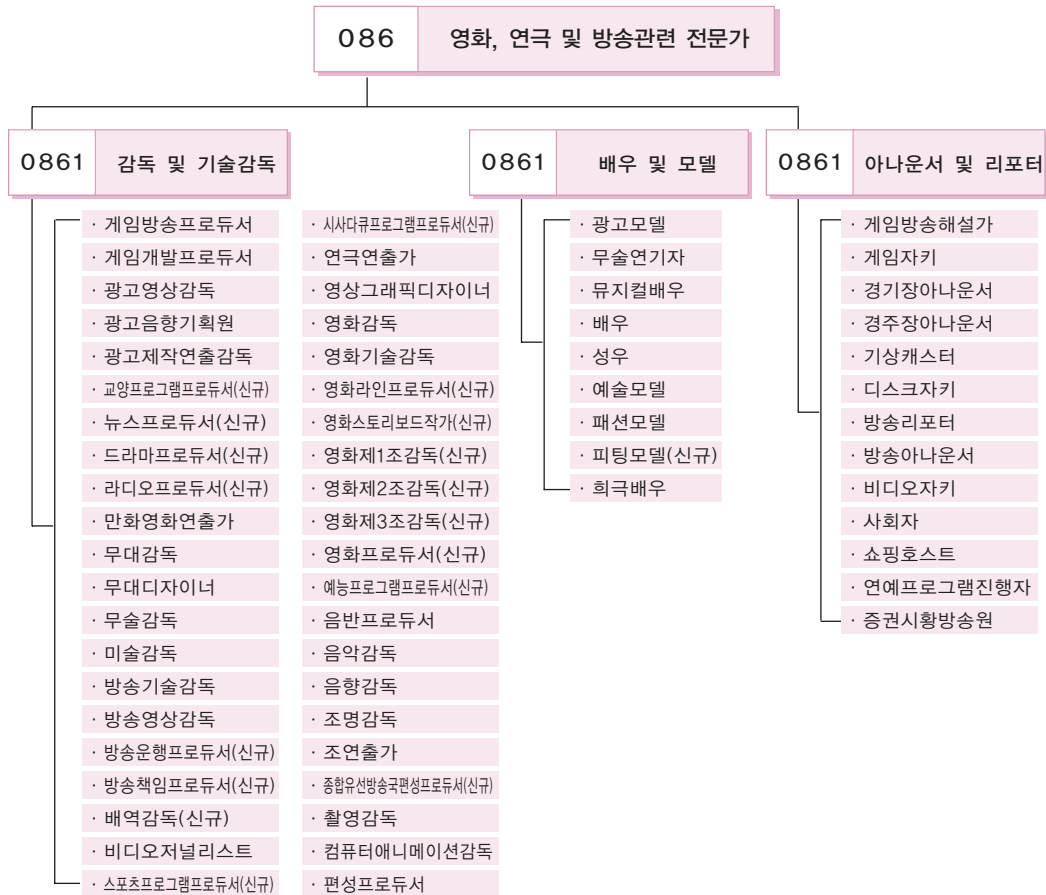 086 영화, 연극 및 방송관련 전문가
0861 감독 및 기술감독
· 게임방송프로듀서
· 게임개발프로듀서
· 광고영상감독
· 광고음향기획원
· 광고제작연출감독
· 교양프로그램프로듀서(신규)
· 뉴스프로듀서(신규)
· 드라마프로듀서(신규)
· 라디오프로듀서(신규)
· 만화영화연출가
· 무대감독
· 무대디자이너
· 무술감독
· 미술감독
· 방송기술감독
· 방송영상감독
· 방송운행프로듀서(신규)
· 방송책임프로듀서(신규)
· 배역감독(신규)
· 비디오저널리스트
· 스포츠프로그램프로듀서(신규)
· 시사다큐프로그램프로듀서(신규)
· 연극연출가
· 영상그래픽디자이너
· 영화감독
· 영화기술감독
· 영화라인프로듀서(신규)
· 영화스토리보드작가(신규)
· 영화제1조감독(신규)
· 영화제2조감독(신규)
· 영화제3조감독(신규)
· 영화프로듀서(신규)
· 예능프로그램프로듀서(신규)
· 음반프로듀서
· 음악감독
· 음향감독
· 조명감독
· 조연출가
· 종합유선방송국편성프로듀서(신규)
· 촬영감독
· 컴퓨터애니메이션감독
· 편성프로듀서
0861 배우 및 모델
· 광고모델
· 무술연기자
· 뮤지컬배우
· 배우
· 성우
· 예술모델
· 패션모델
· 피팅모델(신규)
· 희극배우
0861 아나운서 및 리포터
· 게임방송해설가
· 게임자키
· 경기장아나운서
· 경주장아나운서
· 기상캐스터
· 디스크자키
· 방송리포터
· 방송아나운서
· 비디오자키
· 사회자
· 쇼핑호스트
· 연예프로그램진행자
· 증권시황방송원